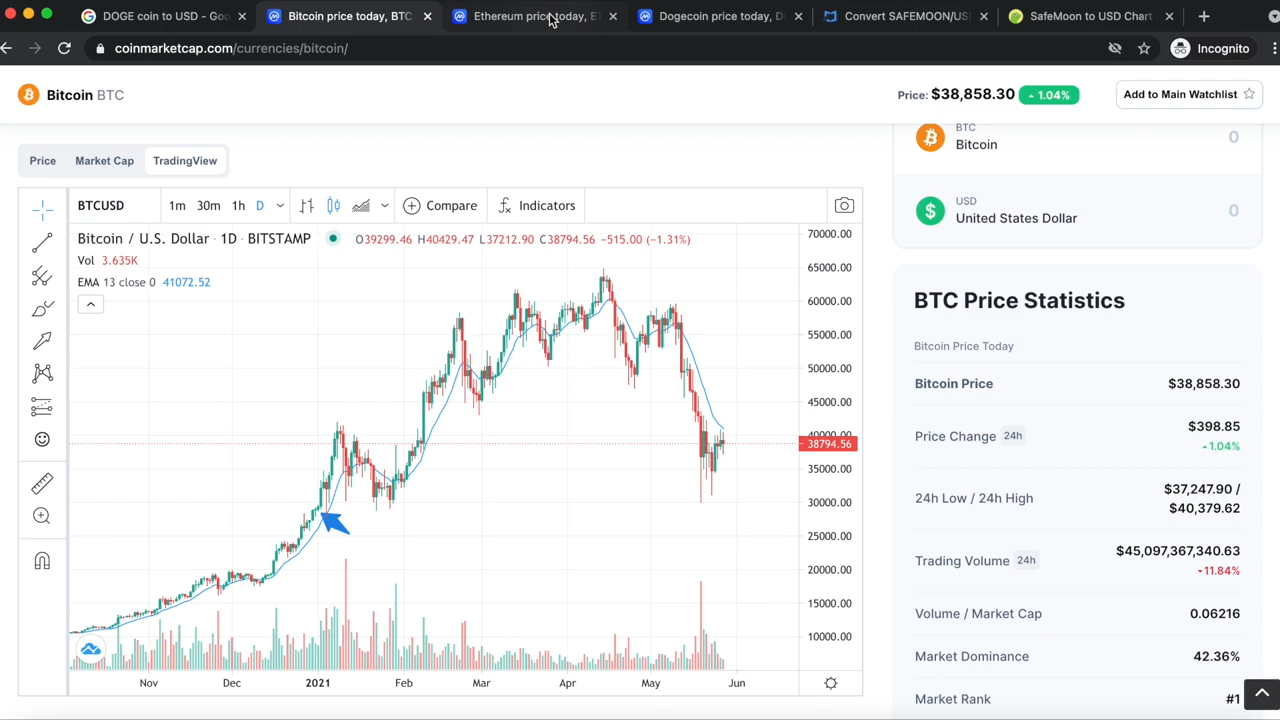 DOGE coin to USD - Goo
Bitcoin price today, BTC
Ethereum price today, ET
Dogecoin price today, DO
Convert SAFEMOON/USD
SafeMoon to USD Chart
coinmarketcap.com/currencies/bitcoin/
Incognito
Bitcoin BTC
Price: $38,858.30
1.04%
Add to Main Watchlist
Price
Market Cap
TradingView
BTC
Bitcoin
0
USD
United States Dollar
0
BTCUSD
1m 30m 1h D
Compare
Indicators
Bitcoin / U.S. Dollar · 1D · BITSTAMP
O39299.46 H40429.47 L37212.90 C38794.56 −515.00 (−1.31%)
Vol 3.635K
EMA 13 close 0 41072.52
70000.00
65000.00
60000.00
55000.00
50000.00
45000.00
40000.00
38794.56
35000.00
30000.00
25000.00
20000.00
15000.00
10000.00
Nov Dec 2021 Feb Mar Apr May Jun
BTC Price Statistics
Bitcoin Price Today
Bitcoin Price
$38,858.30
Price Change 24h
$398.85
1.04%
24h Low / 24h High
$37,247.90 /
$40,379.62
Trading Volume 24h
$45,097,367,340.63
11.84%
Volume / Market Cap
0.06216
Market Dominance
42.36%
Market Rank
#1